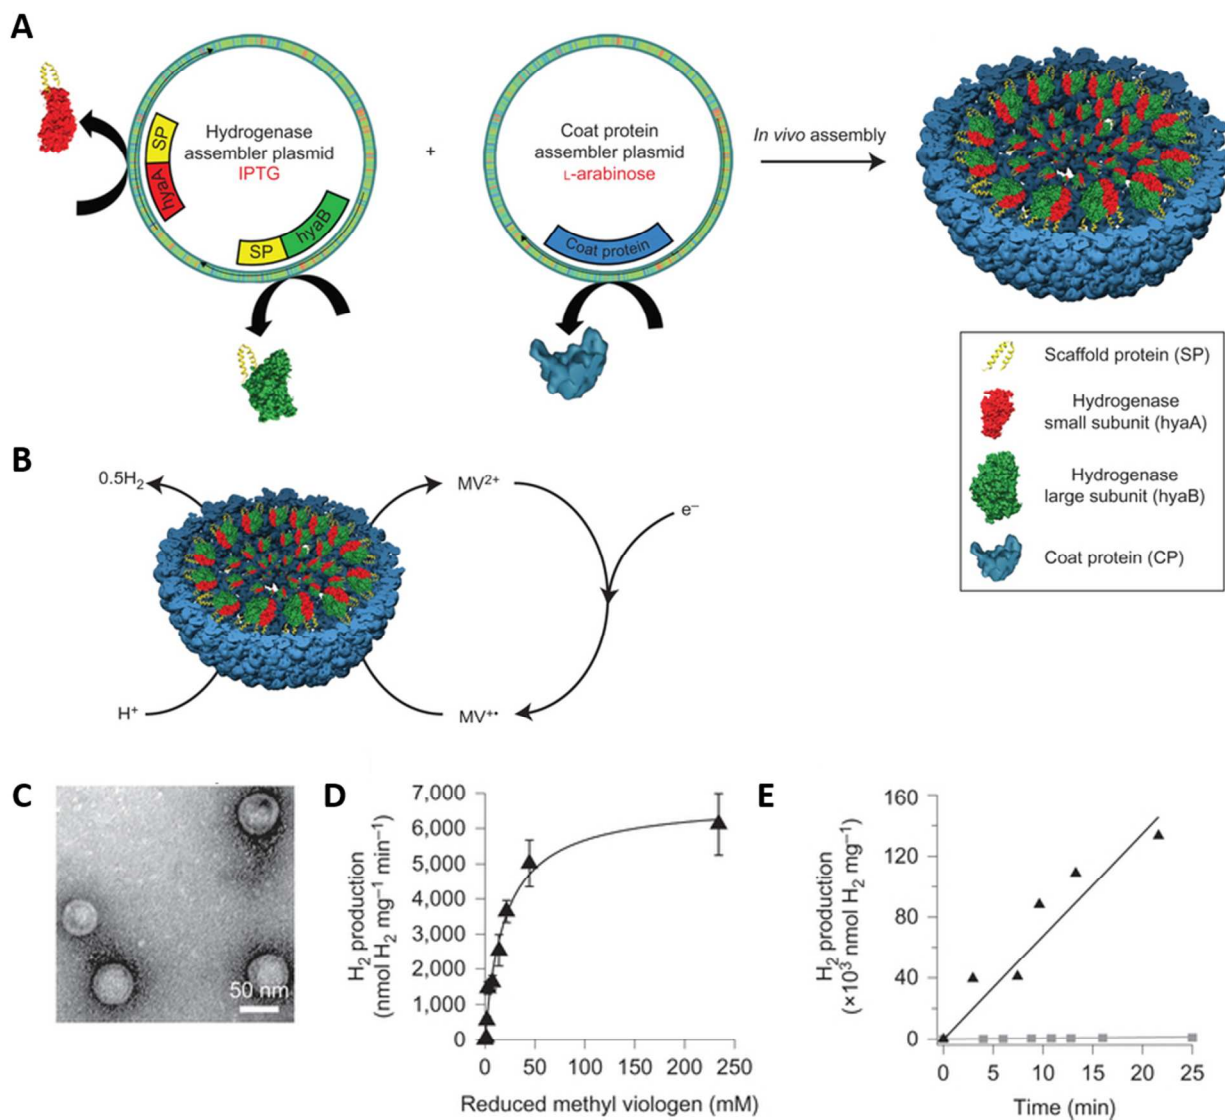 A
SP
hyaA
Hydrogenase
assembler plasmid
IPTG
SP
hyaB
+
Coat protein
assembler plasmid
L-arabinose
Coat protein
In vivo assembly
Scaffold protein (SP)
Hydrogenase
small subunit (hyaA)
Hydrogenase
large subunit (hyaB)
Coat protein (CP)
B
0.5H₂
MV²⁺
e⁻
H⁺
MV⁺•
C
50 nm
D
H₂ production
(nmol H₂ mg⁻¹ min⁻¹)
7,000
6,000
5,000
4,000
3,000
2,000
1,000
0
0 50 100 150 200 250
Reduced methyl viologen (mM)
E
H₂ production
(×10³ nmol H₂ mg⁻¹)
160
120
80
40
0
0 5 10 15 20 25
Time (min)